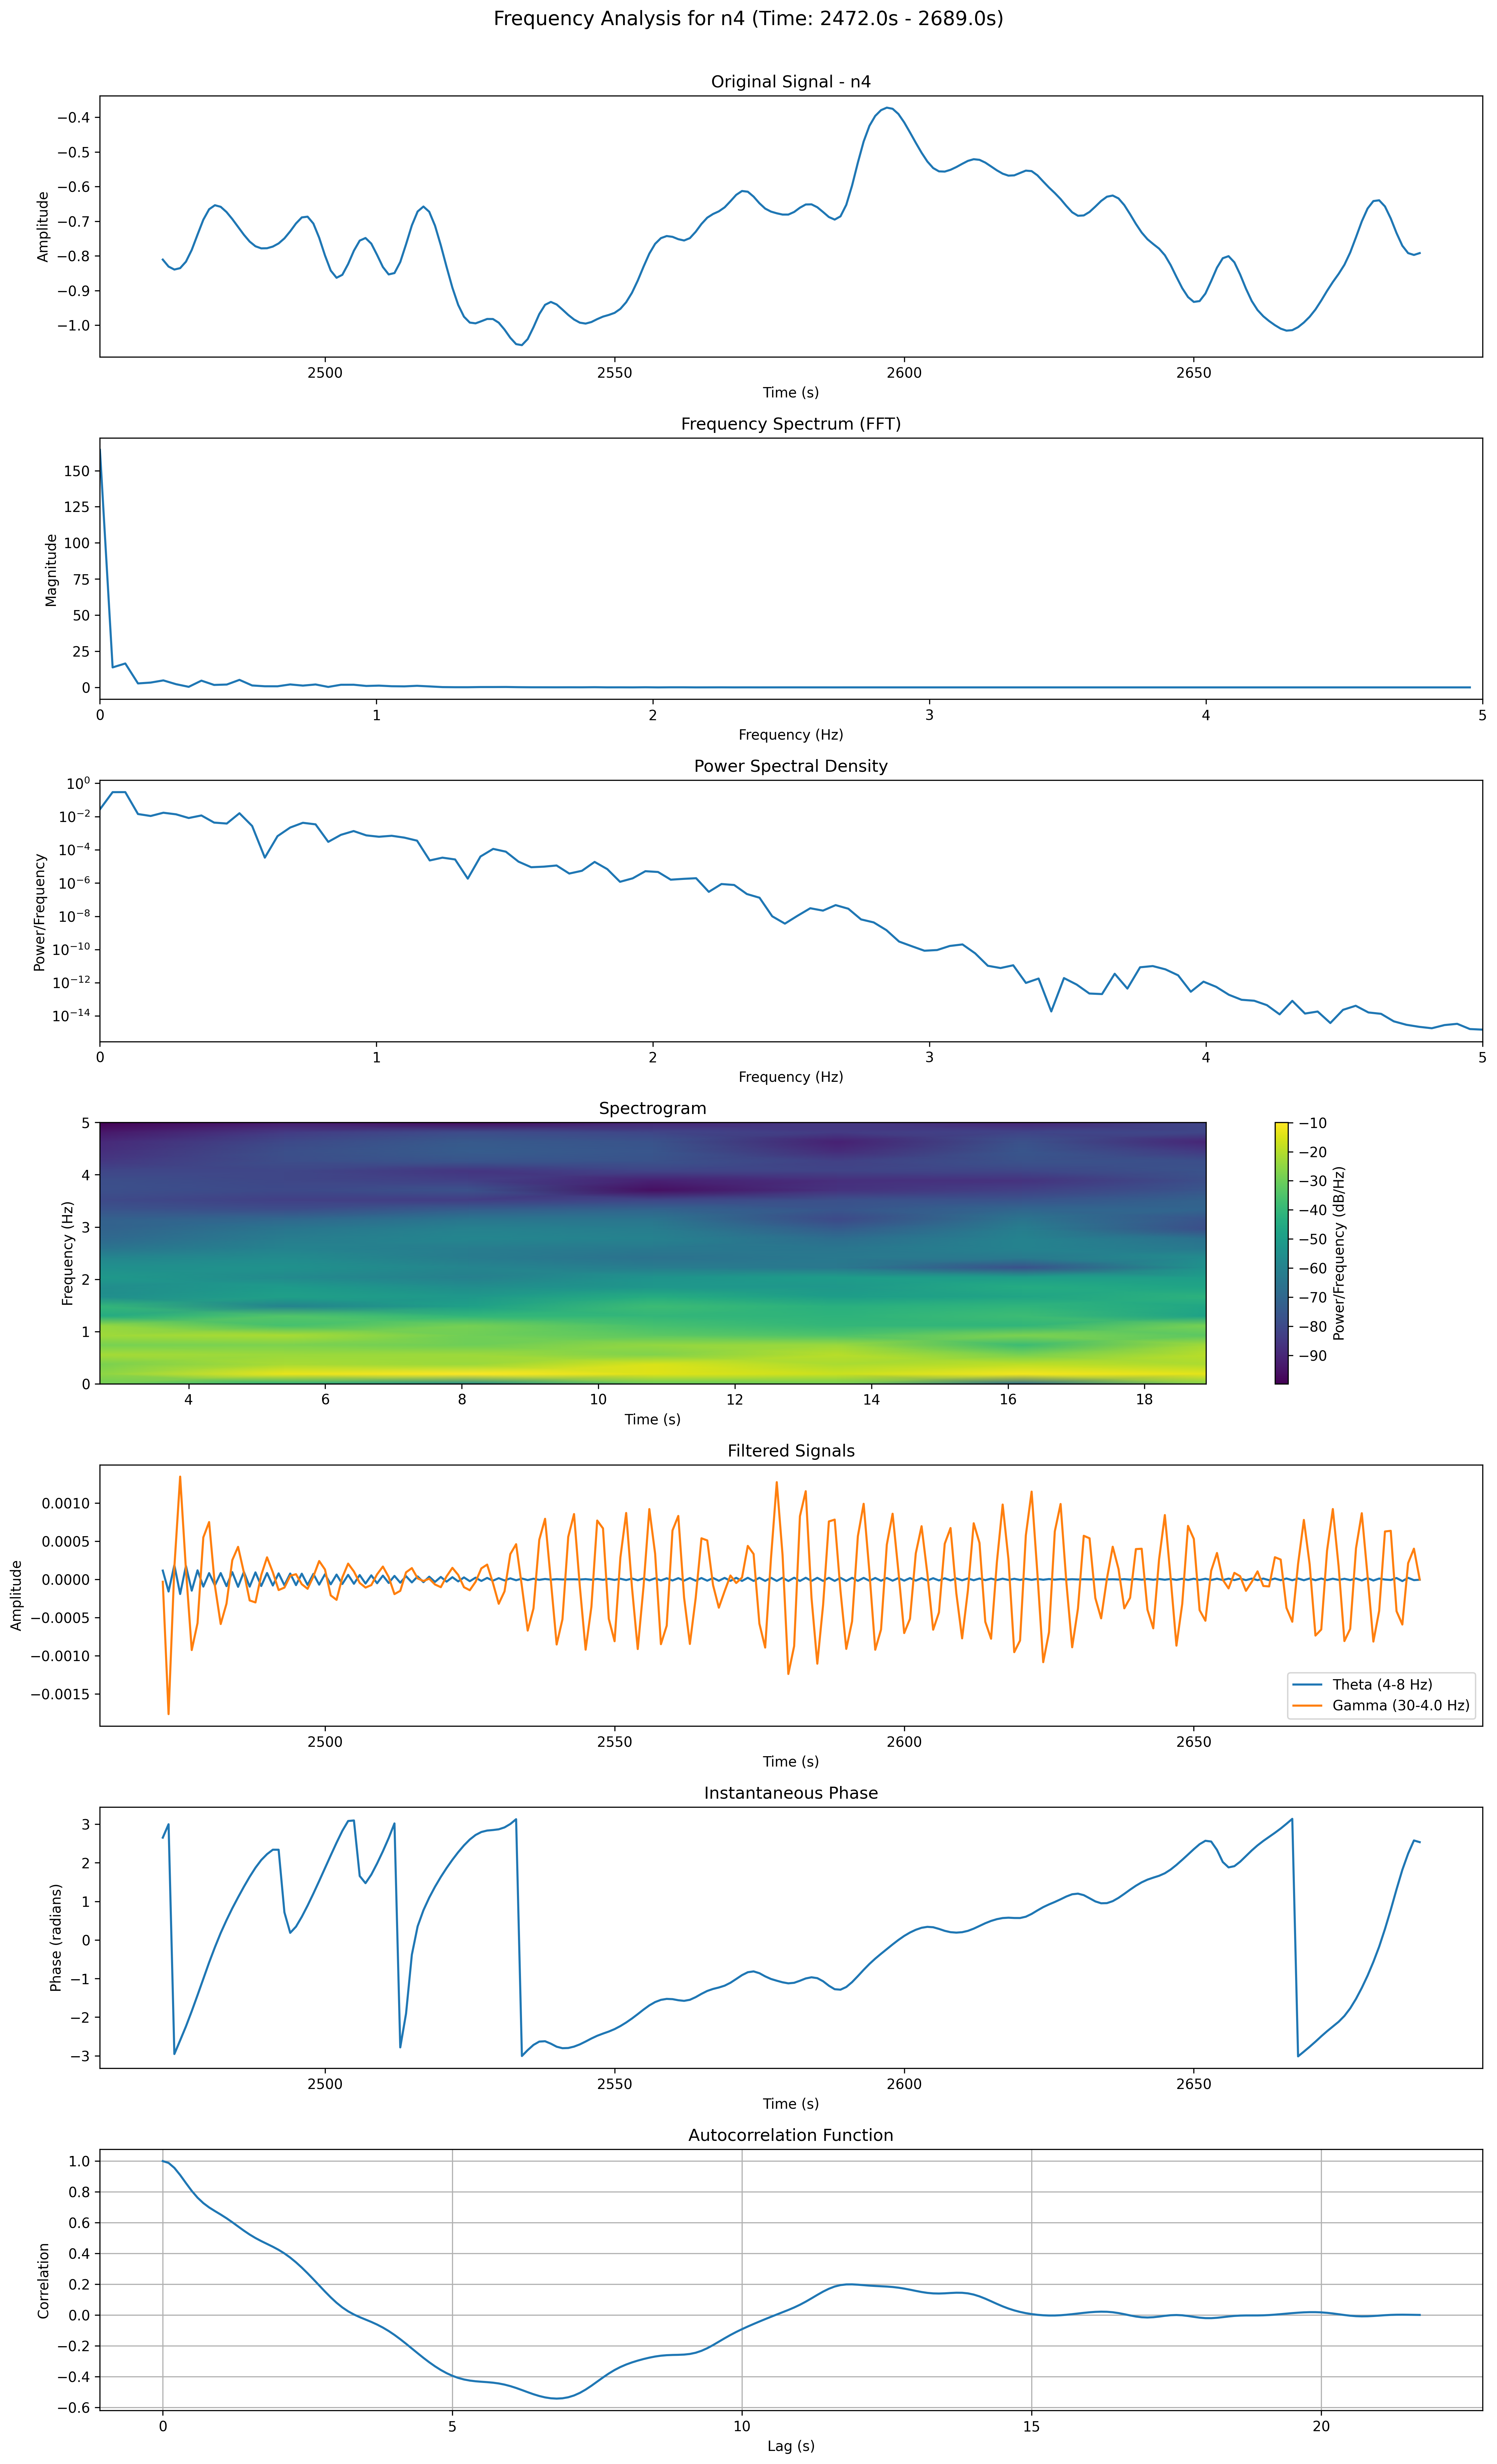 Frequency Analysis for n4 (Time: 2472.0s - 2689.0s)
Original Signal - n4
−0.4
−0.5
−0.6
−0.7
−0.8
−0.9
−1.0
Amplitude
2500 2550 2600 2650
Time (s)
Frequency Spectrum (FFT)
150
125
100
75
50
25
0
Magnitude
0 1 2 3 4 5
Frequency (Hz)
Power Spectral Density
10⁰
10⁻²
10⁻⁴
10⁻⁶
10⁻⁸
10⁻¹⁰
10⁻¹²
10⁻¹⁴
Power/Frequency
0 1 2 3 4 5
Frequency (Hz)
Spectrogram
5
4
3
2
1
0
Frequency (Hz)
4 6 8 10 12 14 16 18
Time (s)
−10
−20
−30
−40
−50
−60
−70
−80
−90
Power/Frequency (dB/Hz)
Filtered Signals
0.0010
0.0005
0.0000
−0.0005
−0.0010
−0.0015
Amplitude
Theta (4-8 Hz)
Gamma (30-4.0 Hz)
2500 2550 2600 2650
Time (s)
Instantaneous Phase
3
2
1
0
−1
−2
−3
Phase (radians)
2500 2550 2600 2650
Time (s)
Autocorrelation Function
1.0
0.8
0.6
0.4
0.2
0.0
−0.2
−0.4
−0.6
Correlation
0 5 10 15 20
Lag (s)